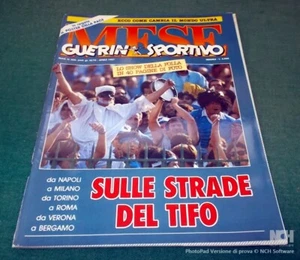 ECCO COME CAMBIA IL MONDO ULTRÀ
MESE
GUERIN SPORTIVO
LO SHOW DELLA FOLLA
IN 40 PAGINE DI FOTO
da NAPOLI
a MILANO
da TORINO
a ROMA
da VERONA
a BERGAMO
SULLE STRADE
DEL TIFO
PhotoPad Versione di prova © NCH Software
NCH